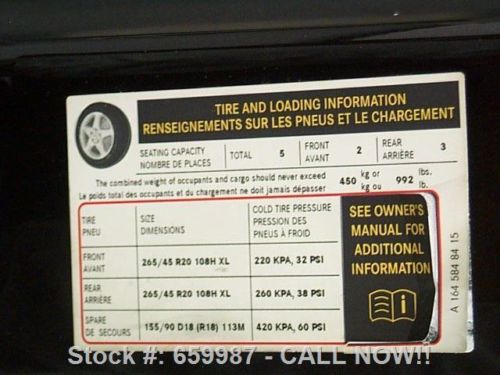 TIRE AND LOADING INFORMATION
RENSEIGNEMENTS SUR LES PNEUS ET LE CHARGEMENT
SEATING CAPACITY
NOMBRE DE PLACES
TOTAL 5
FRONT
AVANT
2
REAR
ARRIÈRE
3
The combined weight of occupants and cargo should never exceed
Le poids total des occupants et du chargement ne doit jamais dépasser
450 kg or
kg ou
992 lbs.
lb.
TIRE
PNEU
SIZE
DIMENSIONS
COLD TIRE PRESSURE
PRESSION DES
PNEUS À FROID
FRONT
AVANT
265/45 R20 108H XL
220 KPA, 32 PSI
REAR
ARRIÈRE
265/45 R20 108H XL
260 KPA, 38 PSI
SPARE
DE SECOURS
155/90 D18 (R18) 113M
420 KPA, 60 PSI
SEE OWNER'S
MANUAL FOR
ADDITIONAL
INFORMATION
A 164 584 84 15
Stock #: 659987 - CALL NOW!!